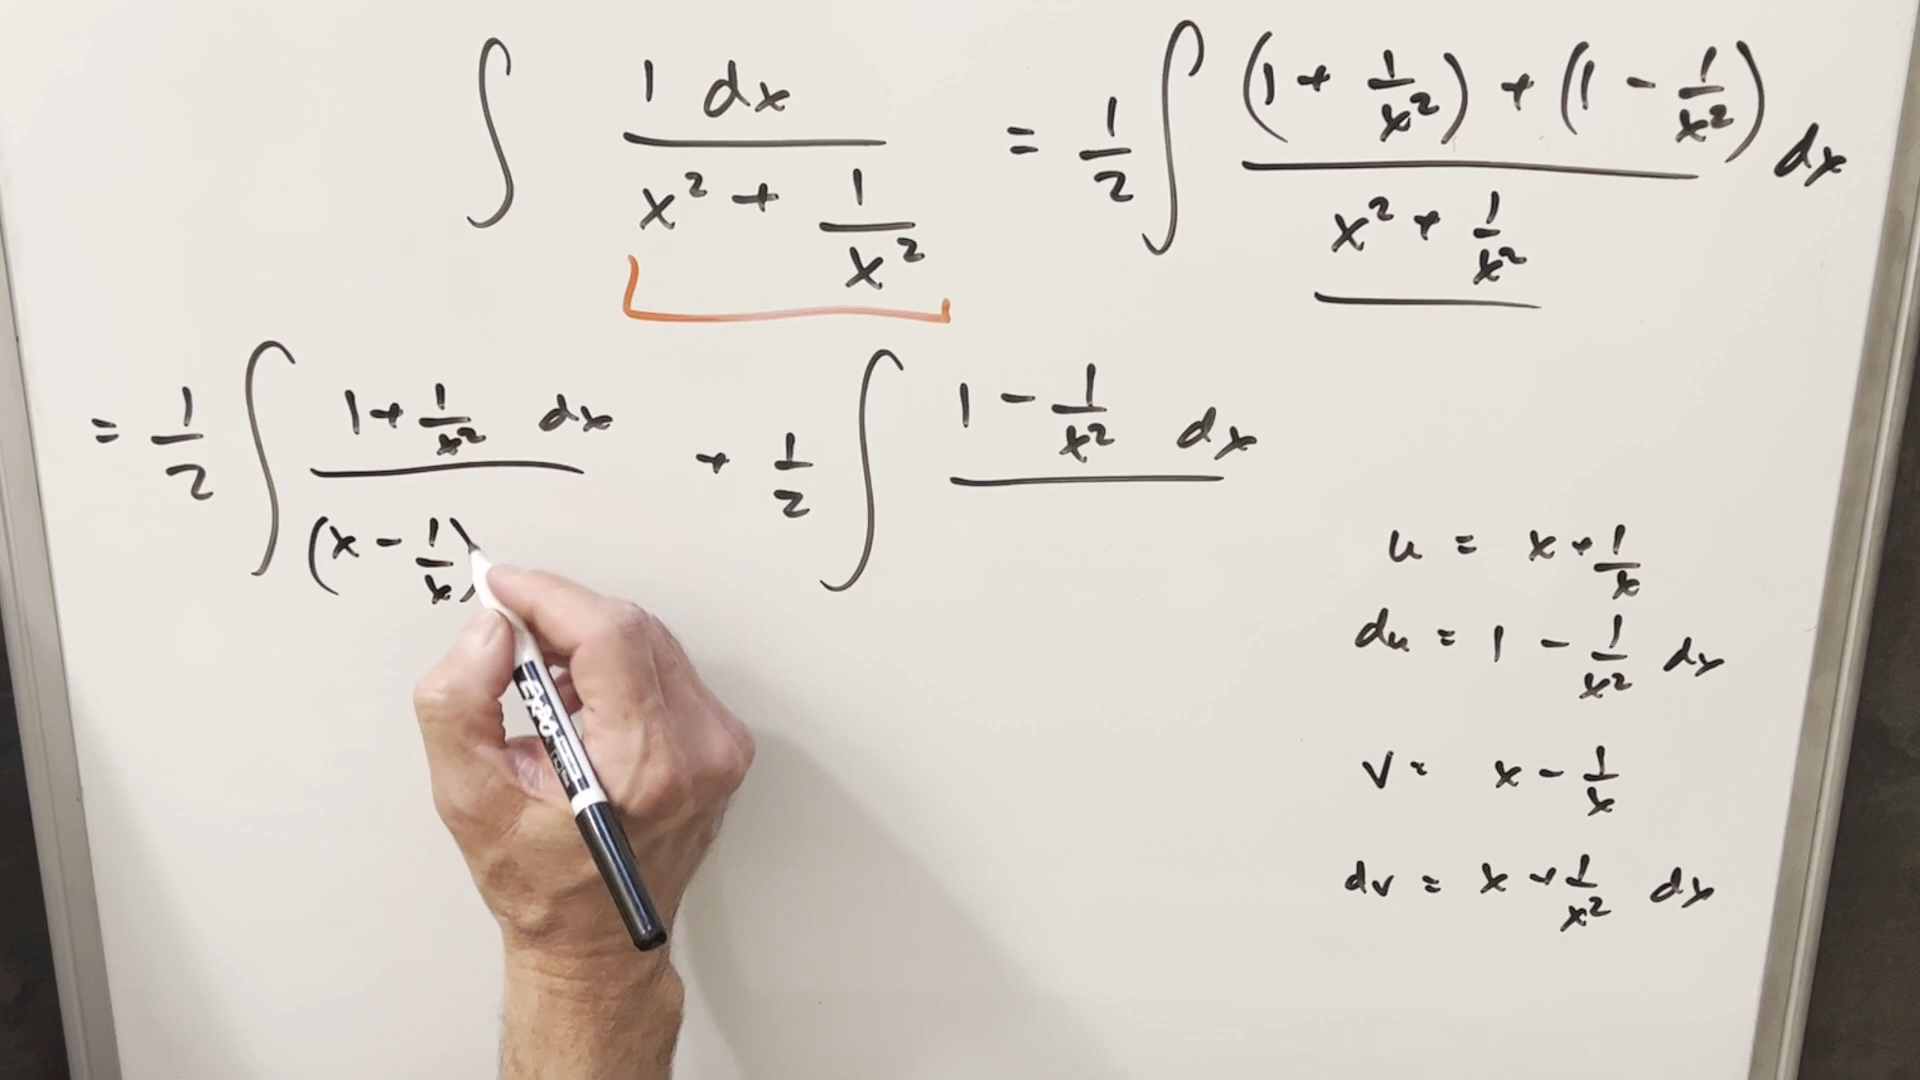 ∫ 1 dx / (x² + 1/x²) = 1/2 ∫ ((1 + 1/x²) + (1 - 1/x²)) / (x² + 1/x²) dx
= 1/2 ∫ (1 + 1/x² dx) / (x - 1/x) + 1/2 ∫ 1 - 1/x² dx
u = x + 1/x
du = 1 - 1/x² dx
v = x - 1/x
dv = x + 1/x² dx
EXPO